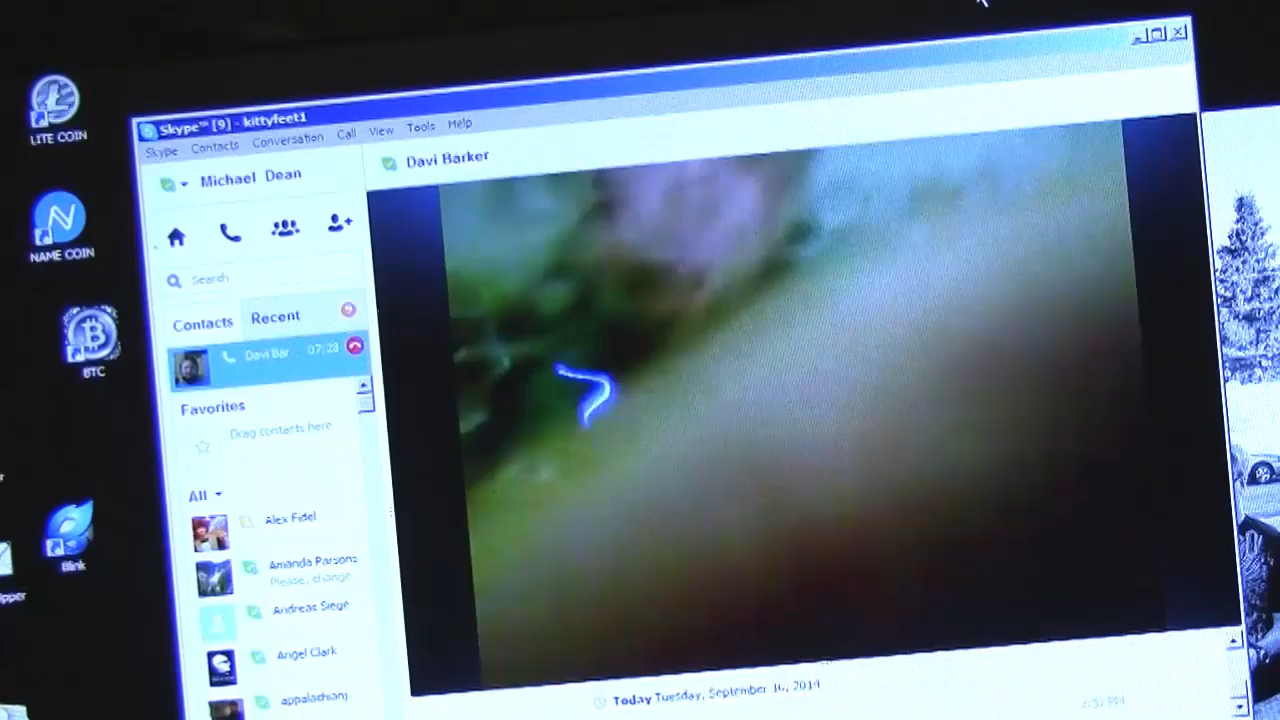 LITE COIN
NAME COIN
BTC
Blink
Skype™ [9] - kittyfeet1
Skype Contacts Conversation Call View Tools Help
Michael Dean
Search
Contacts Recent
Davi Bar 07:28
Favorites
Drag contacts here
All
Alex Fidel
Amanda Parsons
Please, change
Andreas Siege
Angel Clark
appalachianj
Davi Barker
Today Tuesday, September 16, 2014